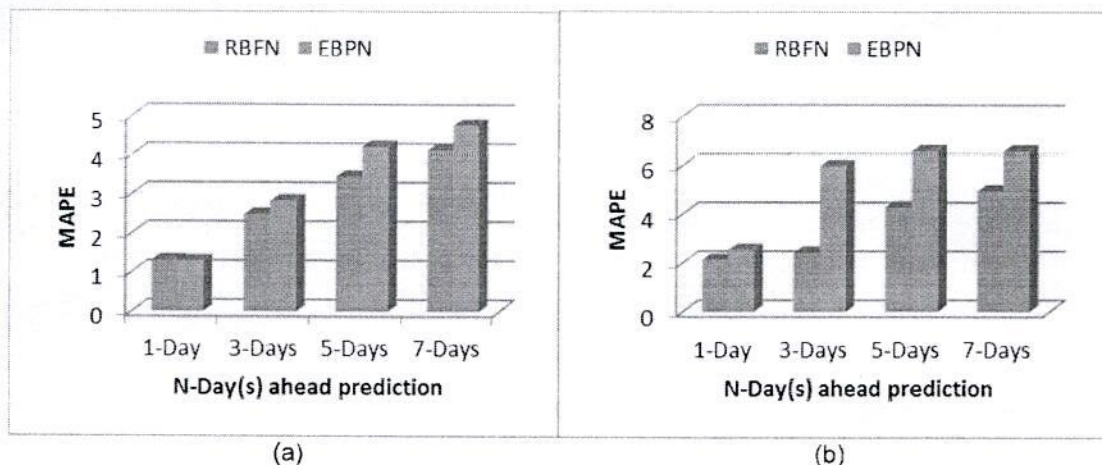 RBFN EBPN
5
4
3
2
1
0
MAPE
1-Day 3-Days 5-Days 7-Days
N-Day(s) ahead prediction
(a)
RBFN EBPN
8
6
4
2
0
MAPE
1-Day 3-Days 5-Days 7-Days
N-Day(s) ahead prediction
(b)